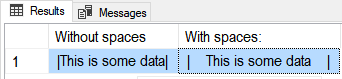 Results Messages
Without spaces With spaces:
1 |This is some data| |    This is some data    |